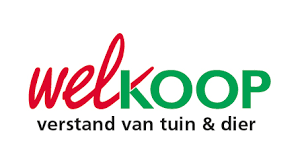 welkoop
verstand van tuin & dier